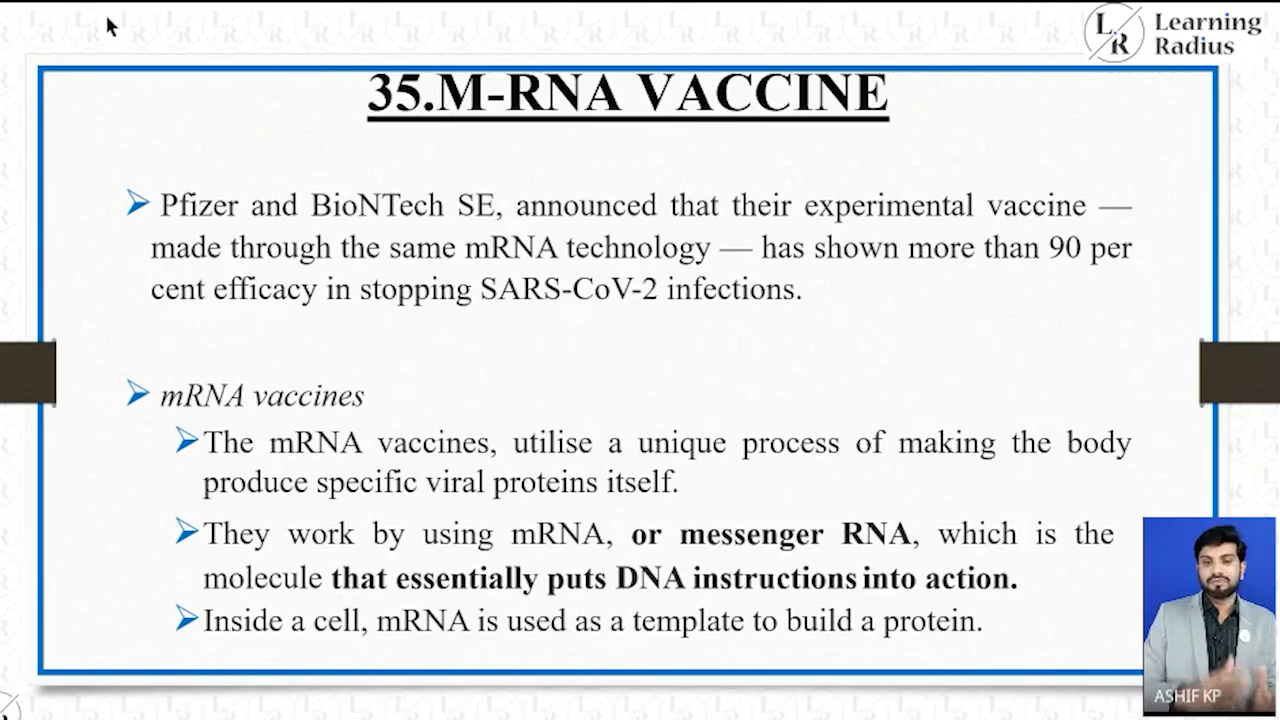 L.R Learning
Radius
35.M-RNA VACCINE
Pfizer and BioNTech SE, announced that their experimental vaccine —
made through the same mRNA technology — has shown more than 90 per
cent efficacy in stopping SARS-CoV-2 infections.
mRNA vaccines
The mRNA vaccines, utilise a unique process of making the body
produce specific viral proteins itself.
They work by using mRNA, or messenger RNA, which is the
molecule that essentially puts DNA instructions into action.
Inside a cell, mRNA is used as a template to build a protein.
ASHIF KP